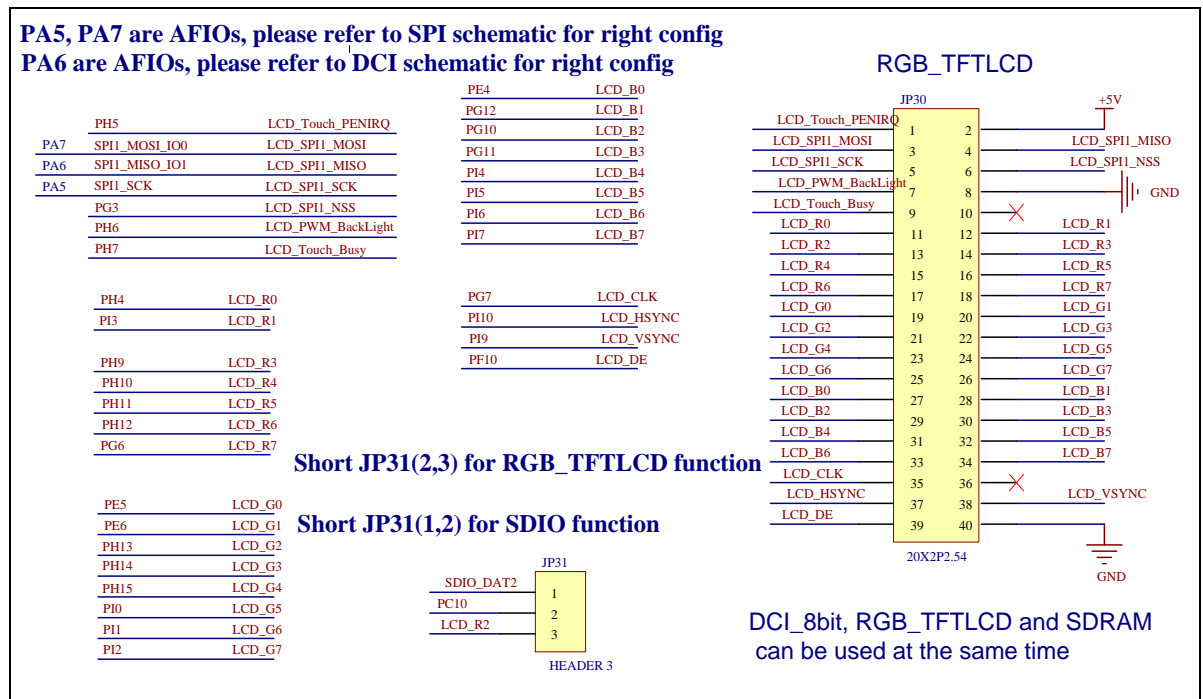 PA5, PA7 are AFIOs, please refer to SPI schematic for right config
PA6 are AFIOs, please refer to DCI schematic for right config
PH5 LCD_Touch_PENIRQ
PA7 SPI1_MOSI_IO0 LCD_SPI1_MOSI
PA6 SPI1_MISO_IO1 LCD_SPI1_MISO
PA5 SPI1_SCK LCD_SPI1_SCK
PG3 LCD_SPI1_NSS
PH6 LCD_PWM_BackLight
PH7 LCD_Touch_Busy
PH4 LCD_R0
PI3 LCD_R1
PH9 LCD_R3
PH10 LCD_R4
PH11 LCD_R5
PH12 LCD_R6
PG6 LCD_R7
PE5 LCD_G0
PE6 LCD_G1
PH13 LCD_G2
PH14 LCD_G3
PH15 LCD_G4
PI0 LCD_G5
PI1 LCD_G6
PI2 LCD_G7
PE4 LCD_B0
PG12 LCD_B1
PG10 LCD_B2
PG11 LCD_B3
PI4 LCD_B4
PI5 LCD_B5
PI6 LCD_B6
PI7 LCD_B7
PG7 LCD_CLK
PI10 LCD_HSYNC
PI9 LCD_VSYNC
PF10 LCD_DE
Short JP31(2,3) for RGB_TFTLCD function
Short JP31(1,2) for SDIO function
JP31
SDIO_DAT2 1
PC10 2
LCD_R2 3
HEADER 3
RGB_TFTLCD
JP30
+5V
LCD_Touch_PENIRQ 1 2
LCD_SPI1_MOSI 3 4 LCD_SPI1_MISO
LCD_SPI1_SCK 5 6 LCD_SPI1_NSS
LCD_PWM_BackLight 7 8 GND
LCD_Touch_Busy 9 10
LCD_R0 11 12 LCD_R1
LCD_R2 13 14 LCD_R3
LCD_R4 15 16 LCD_R5
LCD_R6 17 18 LCD_R7
LCD_G0 19 20 LCD_G1
LCD_G2 21 22 LCD_G3
LCD_G4 23 24 LCD_G5
LCD_G6 25 26 LCD_G7
LCD_B0 27 28 LCD_B1
LCD_B2 29 30 LCD_B3
LCD_B4 31 32 LCD_B5
LCD_B6 33 34 LCD_B7
LCD_CLK 35 36
LCD_HSYNC 37 38 LCD_VSYNC
LCD_DE 39 40
20X2P2.54
GND
DCI_8bit, RGB_TFTLCD and SDRAM
can be used at the same time